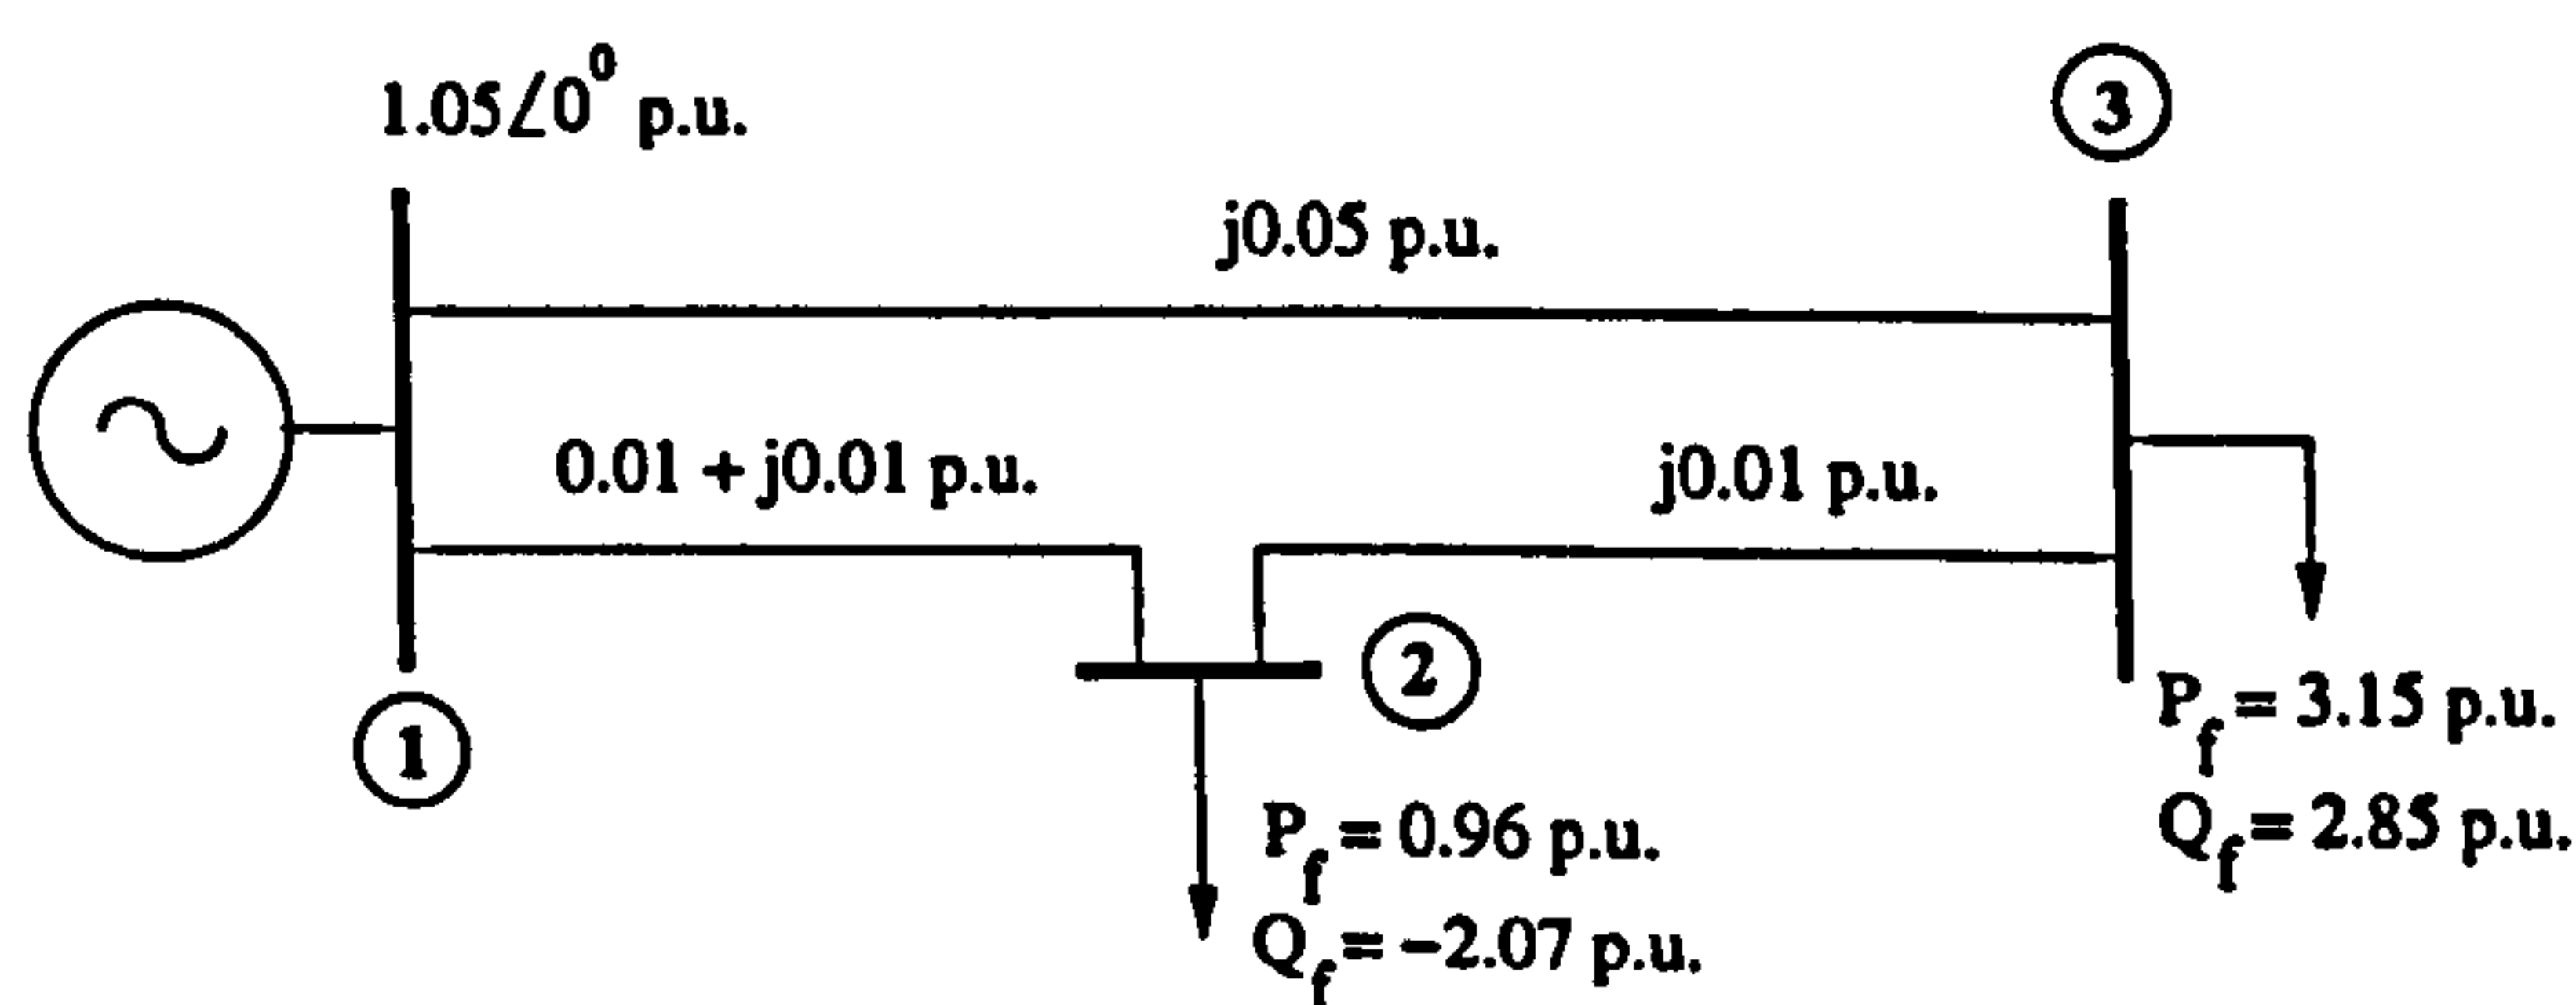 1.05∠0⁰ p.u.
3
j0.05 p.u.
0.01 + j0.01 p.u.
j0.01 p.u.
2
1
P_f = 3.15 p.u.
Q_f = 2.85 p.u.
P_f = 0.96 p.u.
Q_f = −2.07 p.u.